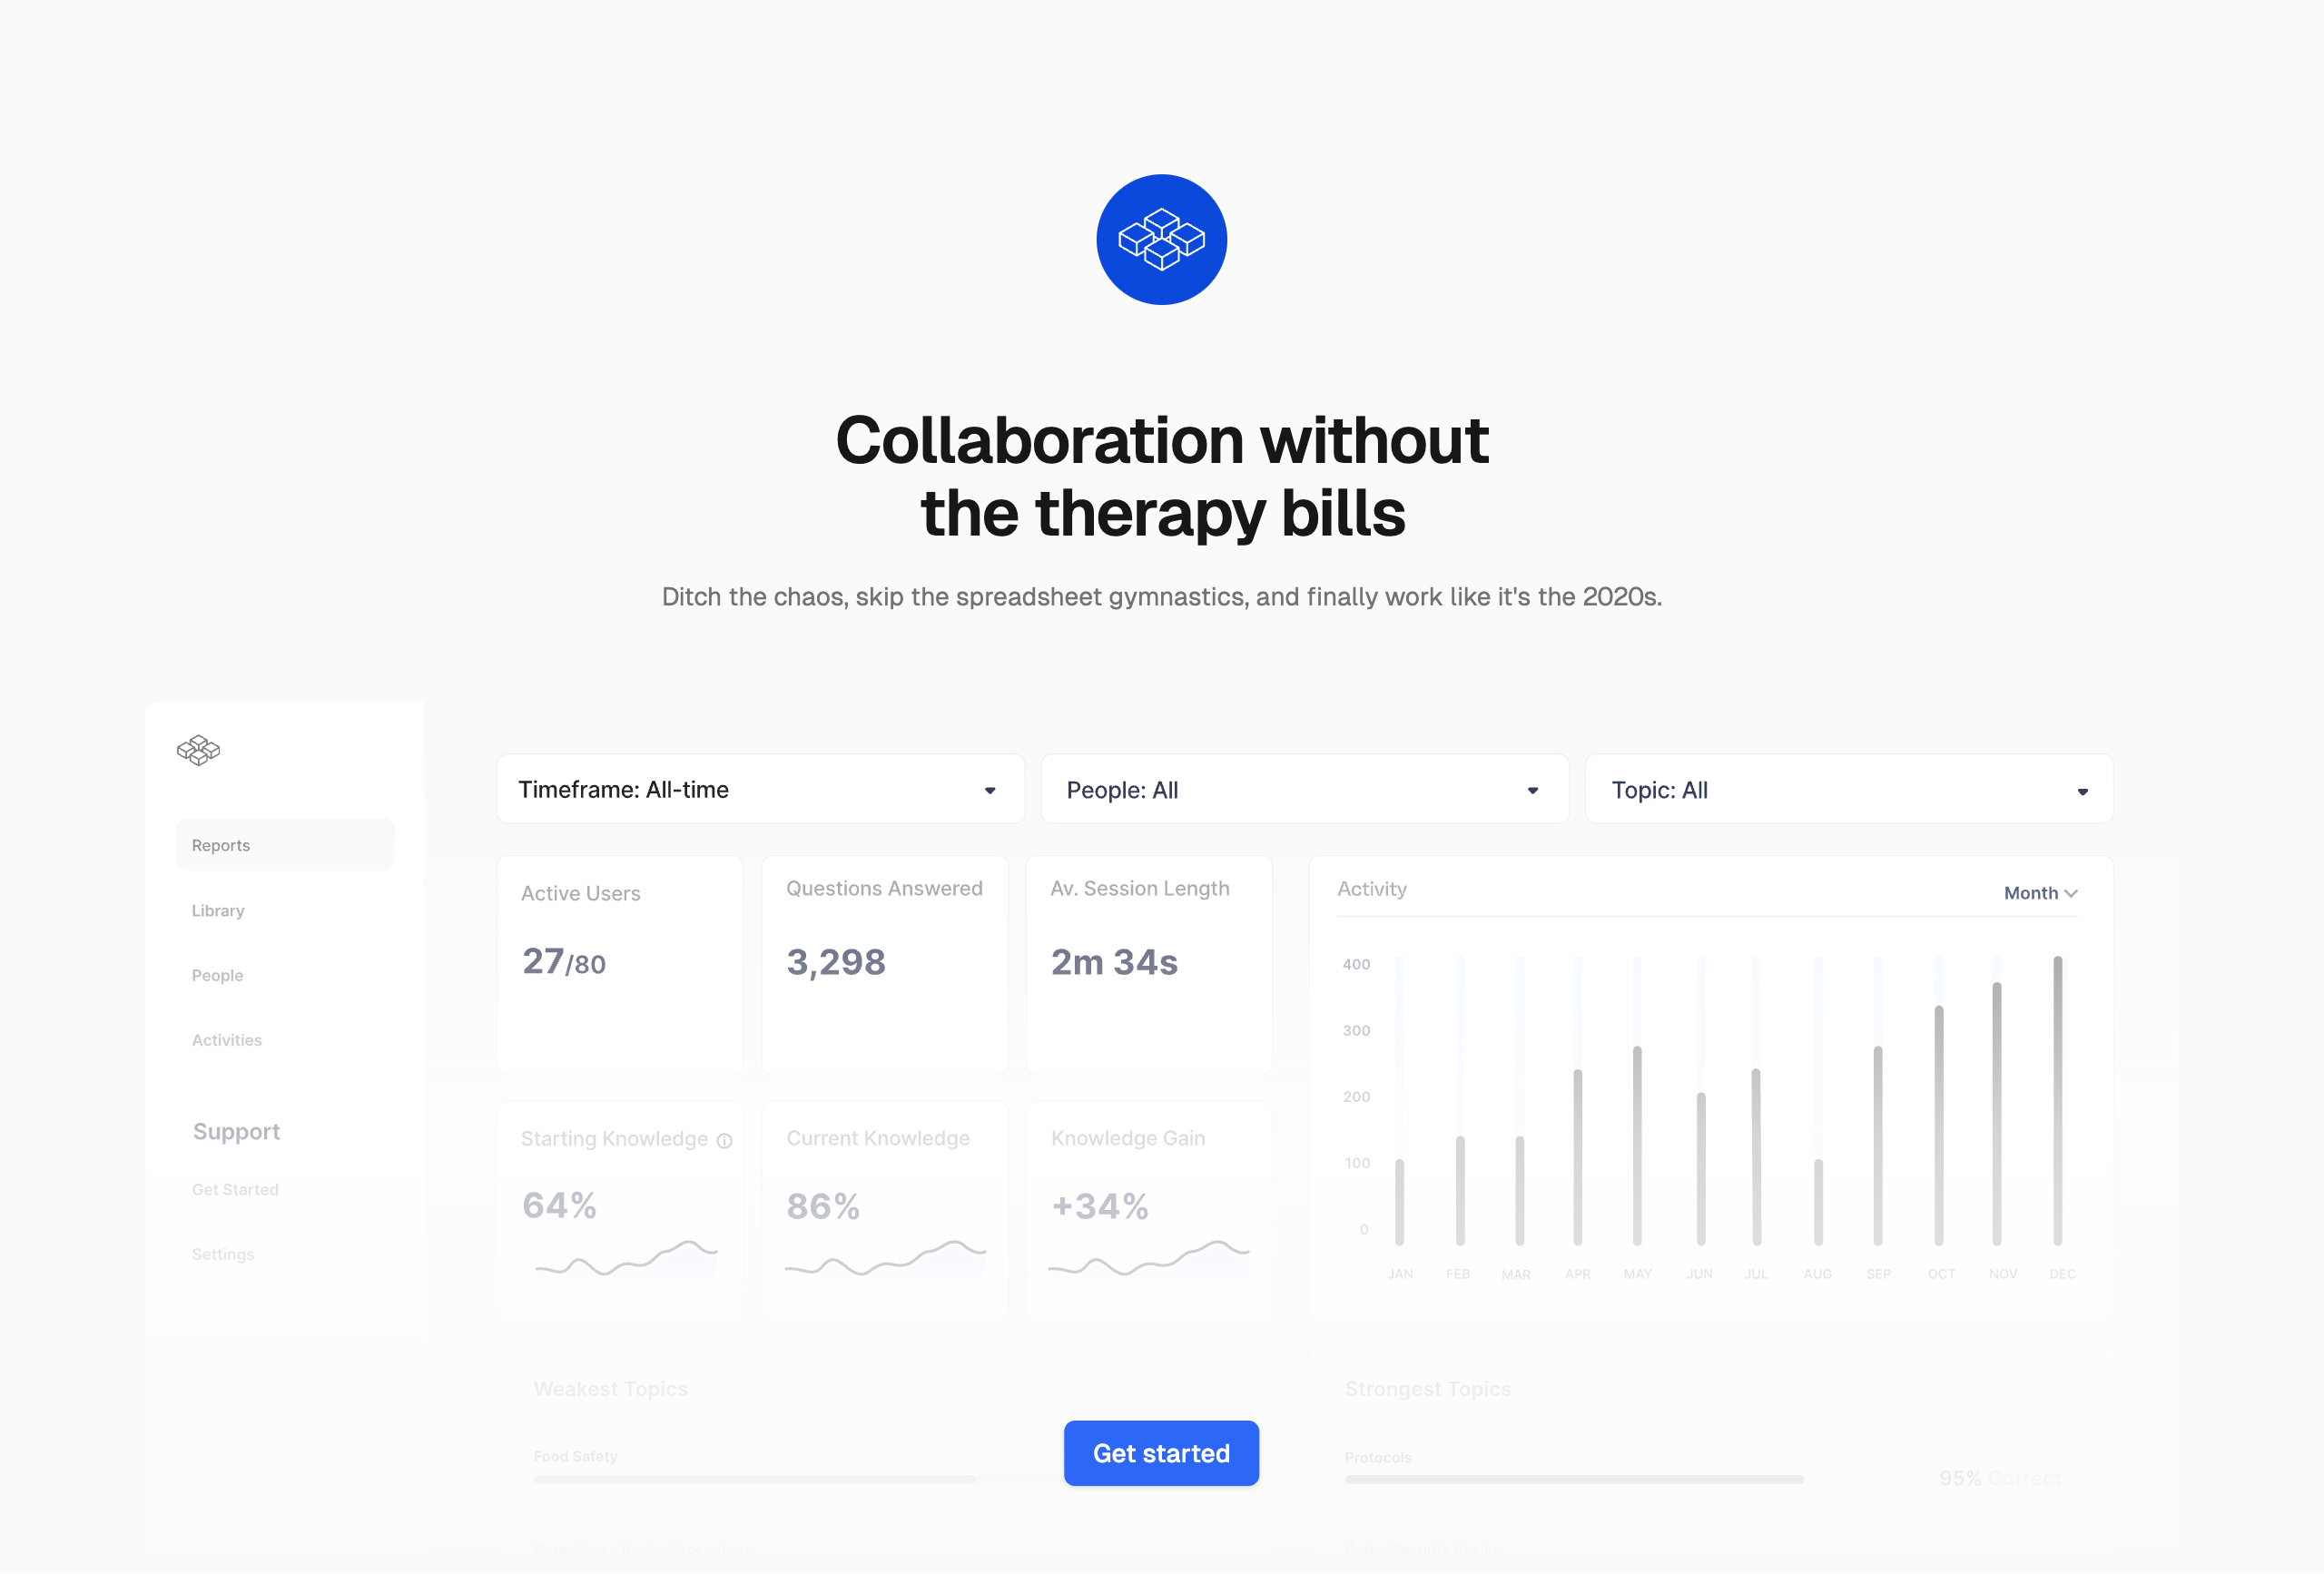 Collaboration without
the therapy bills
Ditch the chaos, skip the spreadsheet gymnastics, and finally work like it's the 2020s.
Reports
Library
People
Activities
Support
Get Started
Settings
Timeframe: All-time
People: All
Topic: All
Active Users
27/80
Questions Answered
3,298
Av. Session Length
2m 34s
Starting Knowledge
64%
Current Knowledge
86%
Knowledge Gain
+34%
Activity
Month
400
300
200
100
0
JAN FEB MAR APR MAY JUN JUL AUG SEP OCT NOV DEC
Weakest Topics
Food Safety
Get started
Strongest Topics
Protocols
95% Correct